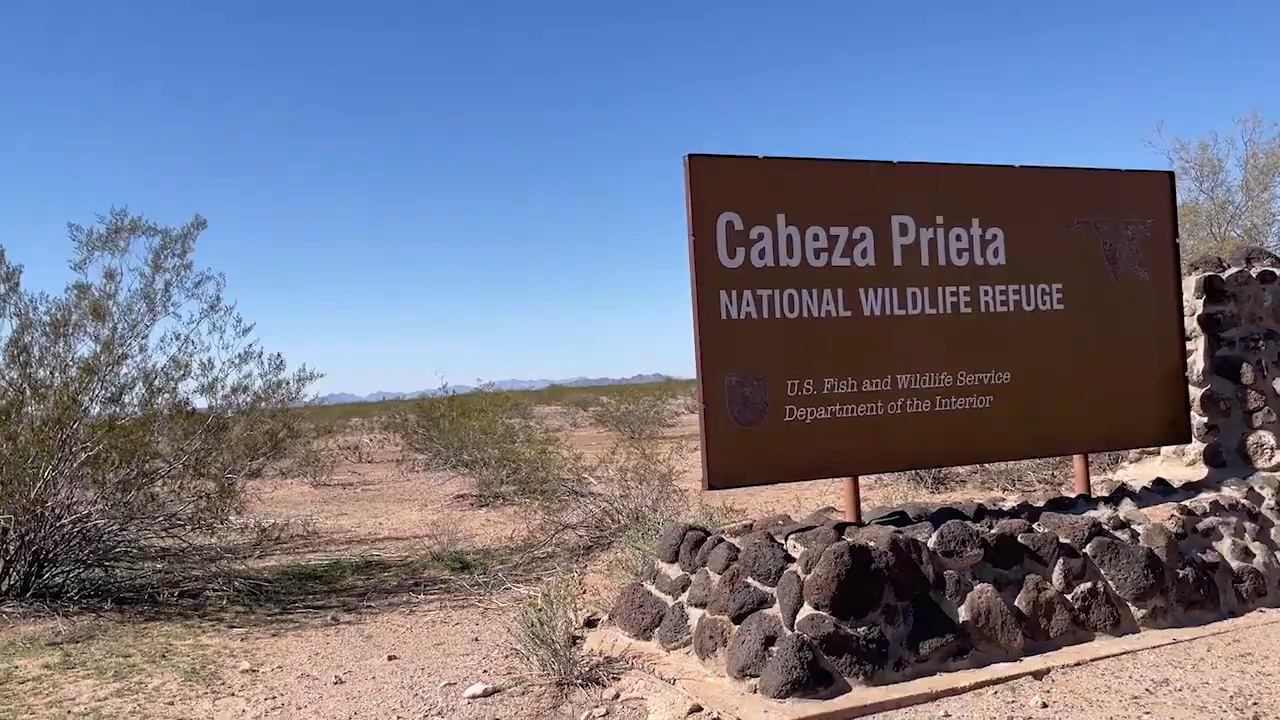 Cabeza Prieta
NATIONAL WILDLIFE REFUGE
U.S. Fish and Wildlife Service
Department of the Interior